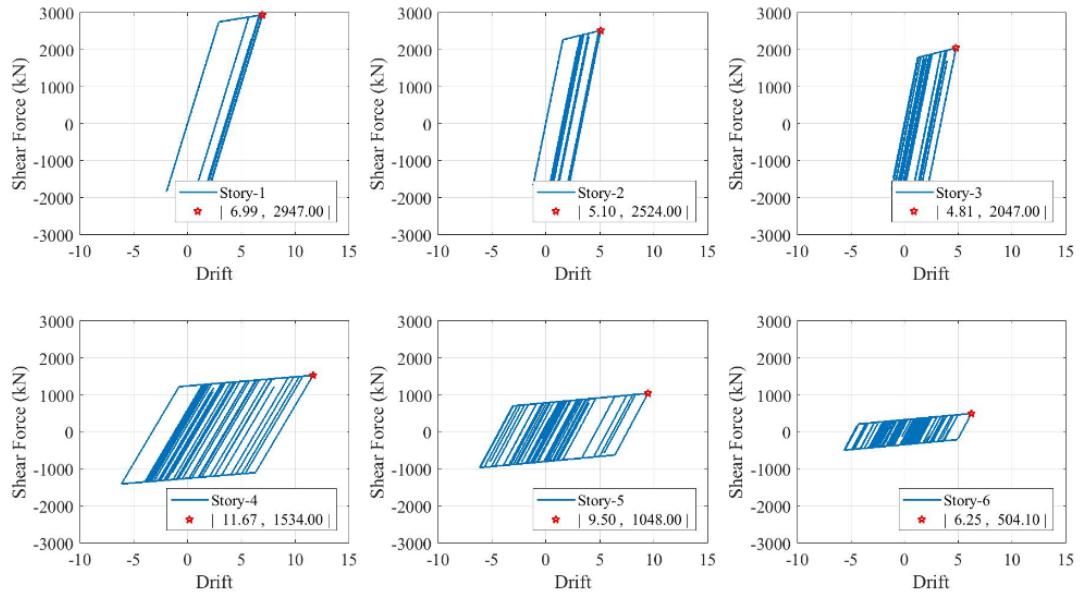 3000
2000
1000
0
-1000
-2000
-3000
Shear Force (kN)
-10 -5 0 5 10 15
Drift
Story-1
| 6.99 , 2947.00 |
3000
2000
1000
0
-1000
-2000
-3000
Shear Force (kN)
-10 -5 0 5 10 15
Drift
Story-2
| 5.10 , 2524.00 |
3000
2000
1000
0
-1000
-2000
-3000
Shear Force (kN)
-10 -5 0 5 10 15
Drift
Story-3
| 4.81 , 2047.00 |
3000
2000
1000
0
-1000
-2000
-3000
Shear Force (kN)
-10 -5 0 5 10 15
Drift
Story-4
| 11.67 , 1534.00 |
3000
2000
1000
0
-1000
-2000
-3000
Shear Force (kN)
-10 -5 0 5 10 15
Drift
Story-5
| 9.50 , 1048.00 |
3000
2000
1000
0
-1000
-2000
-3000
Shear Force (kN)
-10 -5 0 5 10 15
Drift
Story-6
| 6.25 , 504.10 |